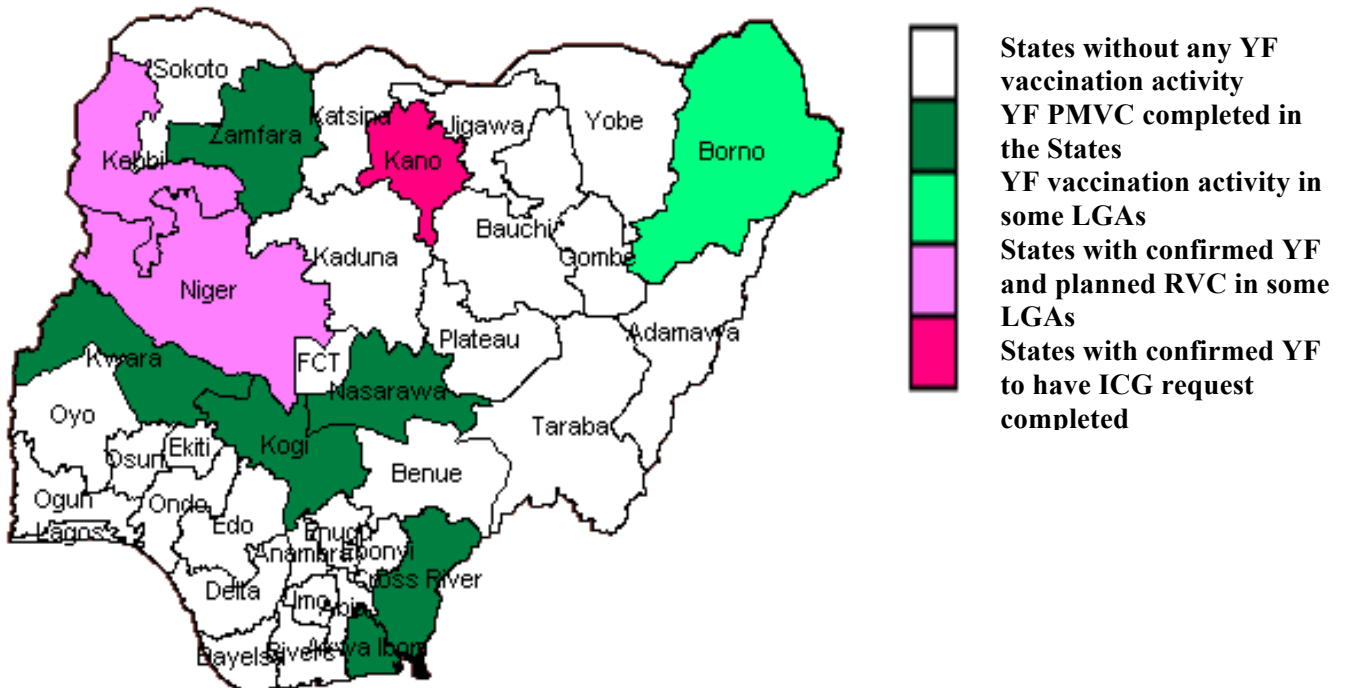 Sokoto
Zamfara
Katsina
Kano
Jigawa
Yobe
Borno
Kebbi
Bauchi
Gombe
Kaduna
Niger
Adamawa
Plateau
FCT
Kwara
Nasarawa
Oyo
Taraba
Kogi
Ekiti
Osun
Benue
Ogun
Ondo
Edo
Lagos
Enugu
Anambra
Ebonyi
Cross River
Delta
Imo
Abia
Bayelsa
Rivers
Akwa Ibom
States without any YF
vaccination activity
YF PMVC completed in
the States
YF vaccination activity in
some LGAs
States with confirmed YF
and planned RVC in some
LGAs
States with confirmed YF
to have ICG request
completed